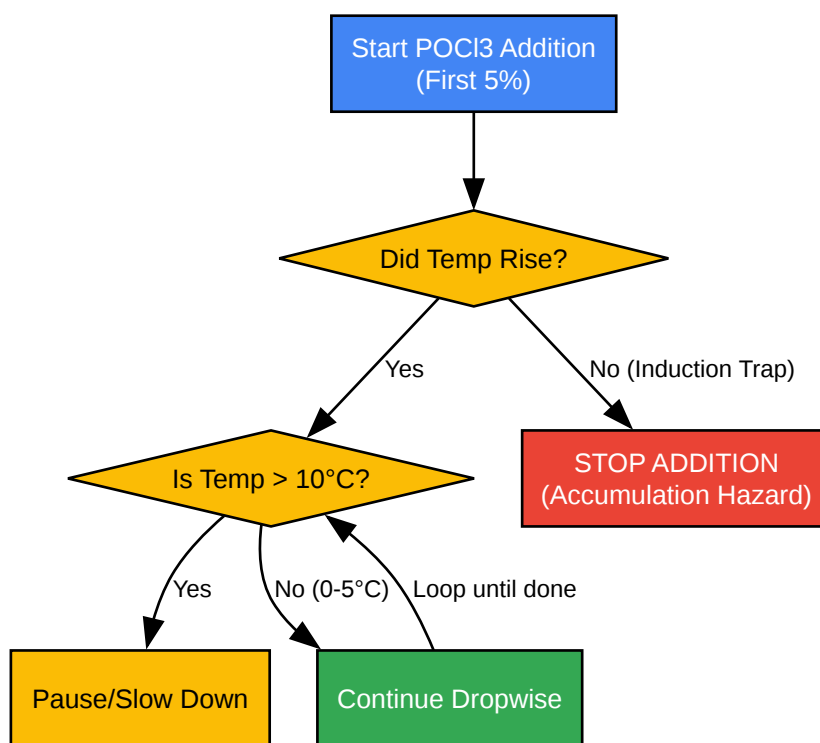 Start POCl3 Addition
(First 5%)
Did Temp Rise?
Yes
No (Induction Trap)
Is Temp > 10°C?
STOP ADDITION
(Accumulation Hazard)
Yes
No (0-5°C)
Loop until done
Pause/Slow Down
Continue Dropwise